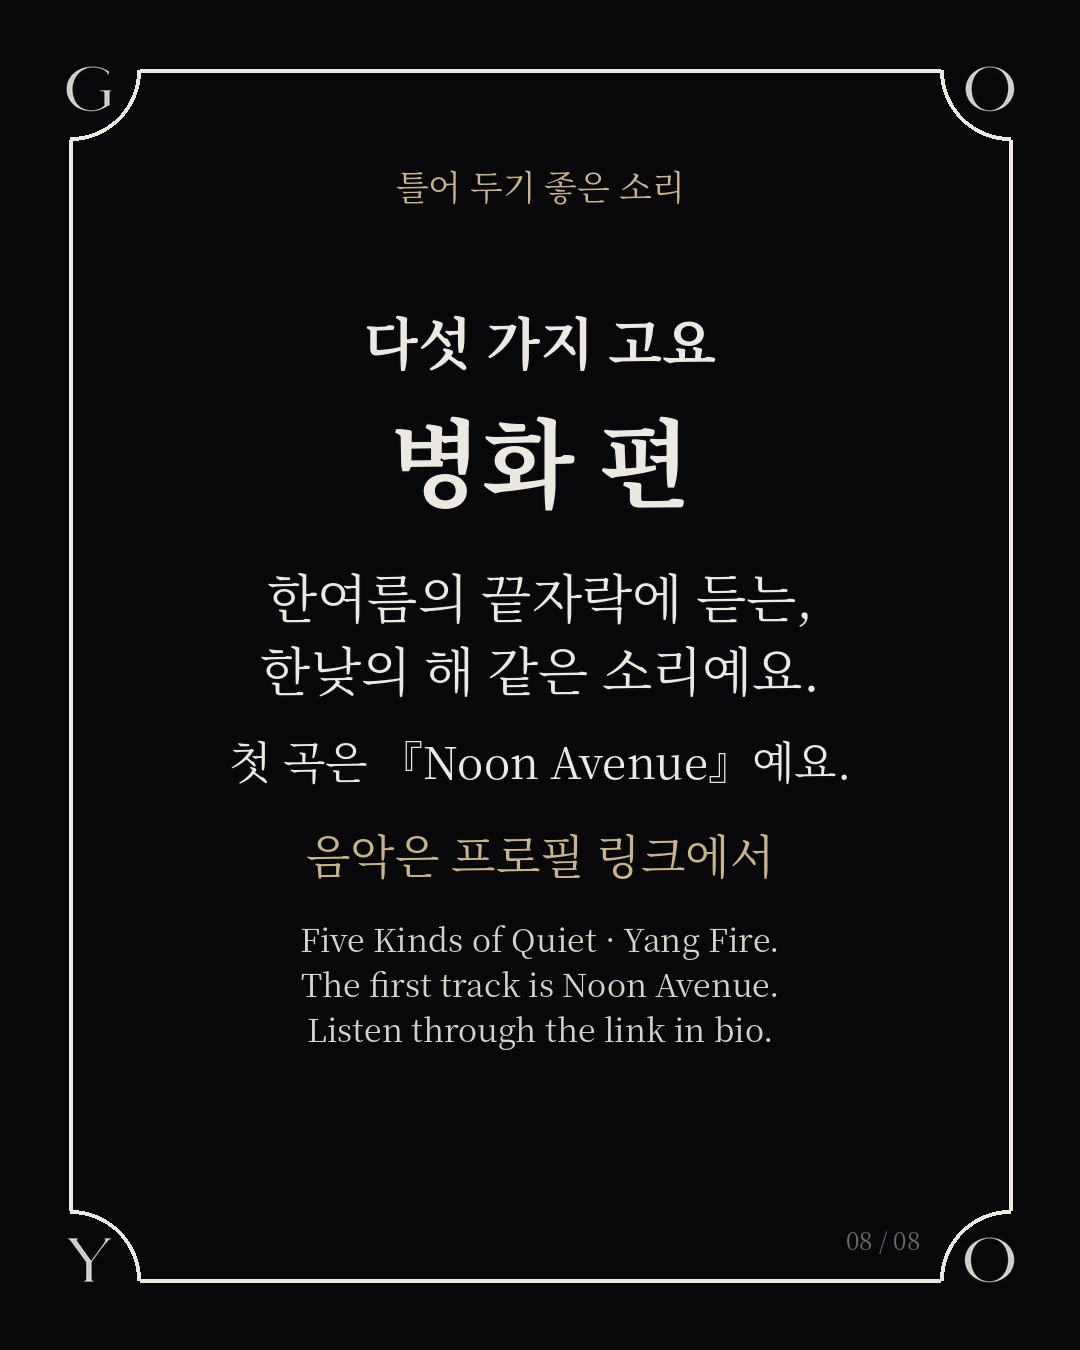 G O
틀어 두기 좋은 소리
다섯 가지 고요
병화 편
한여름의 끝자락에 듣는,
한낮의 해 같은 소리예요.
첫 곡은 『Noon Avenue』예요.
음악은 프로필 링크에서
Five Kinds of Quiet · Yang Fire.
The first track is Noon Avenue.
Listen through the link in bio.
08 / 08
Y O